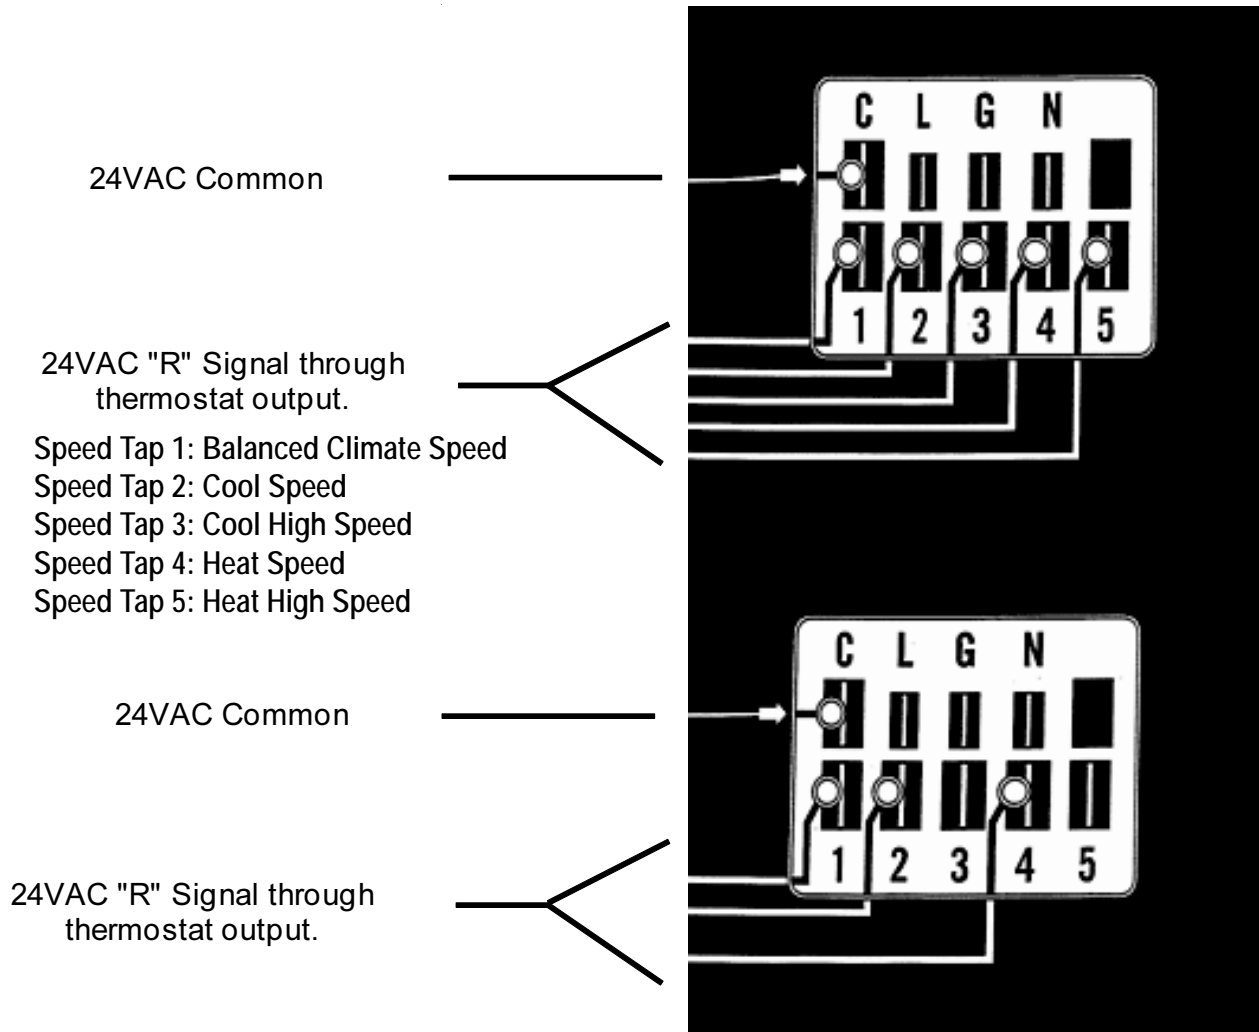 C L G N
24VAC Common
1 2 3 4 5
24VAC "R" Signal through
thermostat output.
Speed Tap 1: Balanced Climate Speed
Speed Tap 2: Cool Speed
Speed Tap 3: Cool High Speed
Speed Tap 4: Heat Speed
Speed Tap 5: Heat High Speed
C L G N
24VAC Common
1 2 3 4 5
24VAC "R" Signal through
thermostat output.